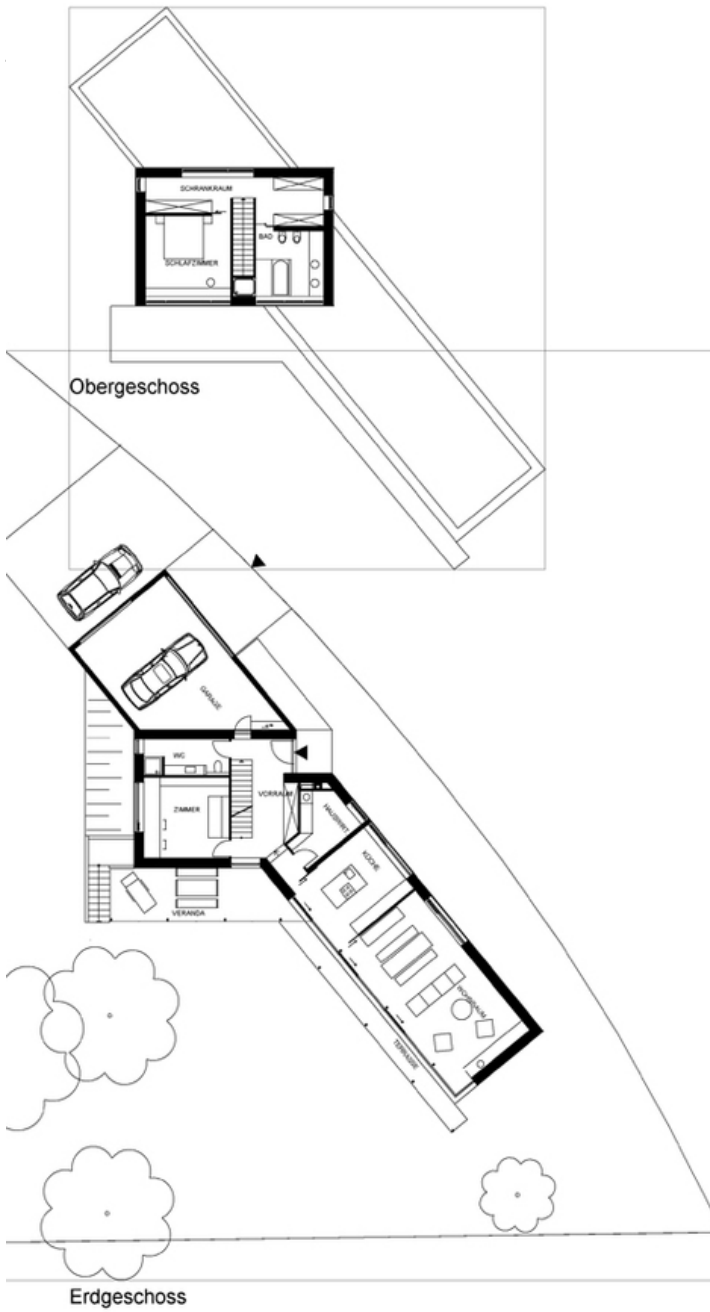 SCHRANKRAUM
BAD
SCHLAFZIMMER
Obergeschoss
GARAGE
WC
VORRAUM
ZIMMER
HAUSWIRT
KÜCHE
VERANDA
WOHNRAUM
TERRASSE
Erdgeschoss